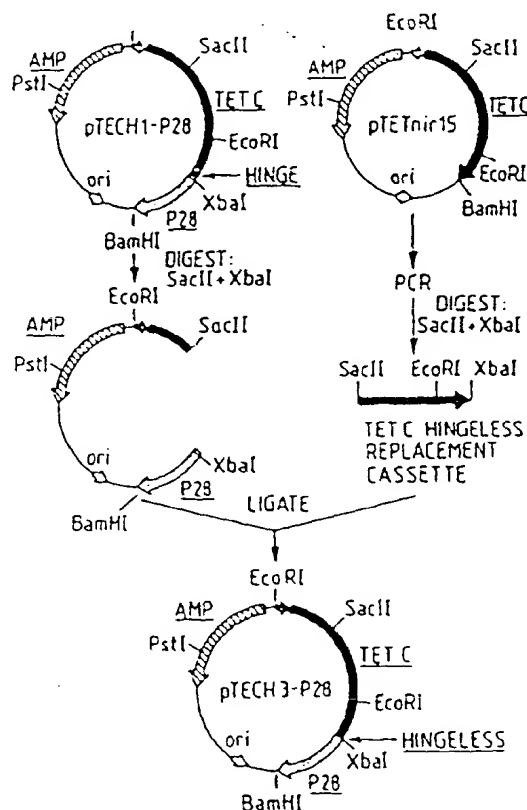 SacII
AMP
PstI
TET C
pTECH1-P28
EcoRI
HINGE
ori
XbaI
P28
BamHI
EcoRI
SacII
AMP
PstI
TETC
pTETnir15
EcoRI
ori
BamHI
DIGEST:
SacII+XbaI
PCR
DIGEST:
SacII+XbaI
EcoRI
AMP
SacII
PstI
ori
XbaI
P28
BamHI
SacII EcoRI XbaI
TET C HINGELESS
REPLACEMENT
CASSETTE
LIGATE
EcoRI
AMP
SacII
PstI
TET C
pTECH3-P28
EcoRI
HINGELESS
ori
XbaI
P28
BamHI